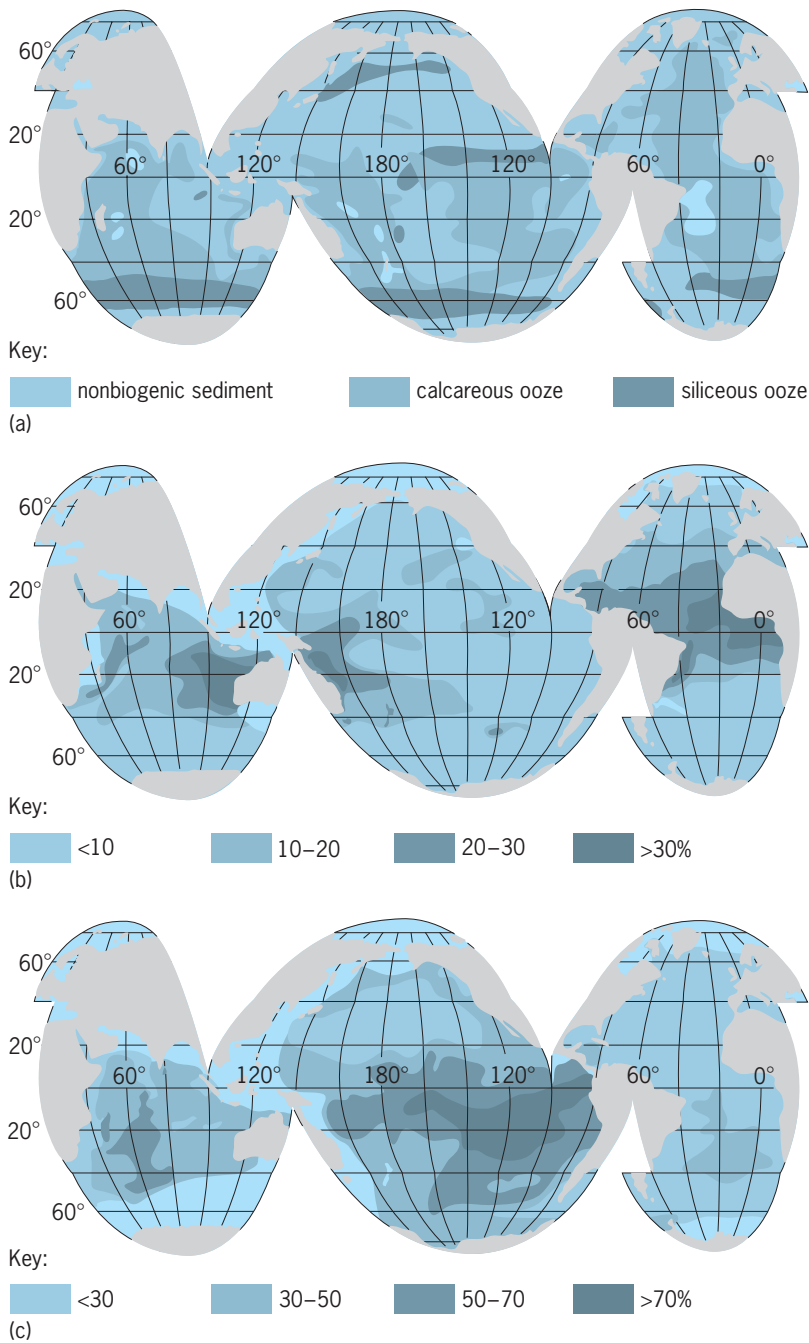 60°
20° 60° 120° 180° 120° 60° 0°
20°
60°
Key:
nonbiogenic sediment calcareous ooze siliceous ooze
(a)
60°
20°
60° 120° 180° 120° 60° 0°
20°
60°
Key:
<10 10–20 20–30 >30%
(b)
60°
20°
60° 120° 180° 120° 60° 0°
20°
60°
Key:
<30 30–50 50–70 >70%
(c)